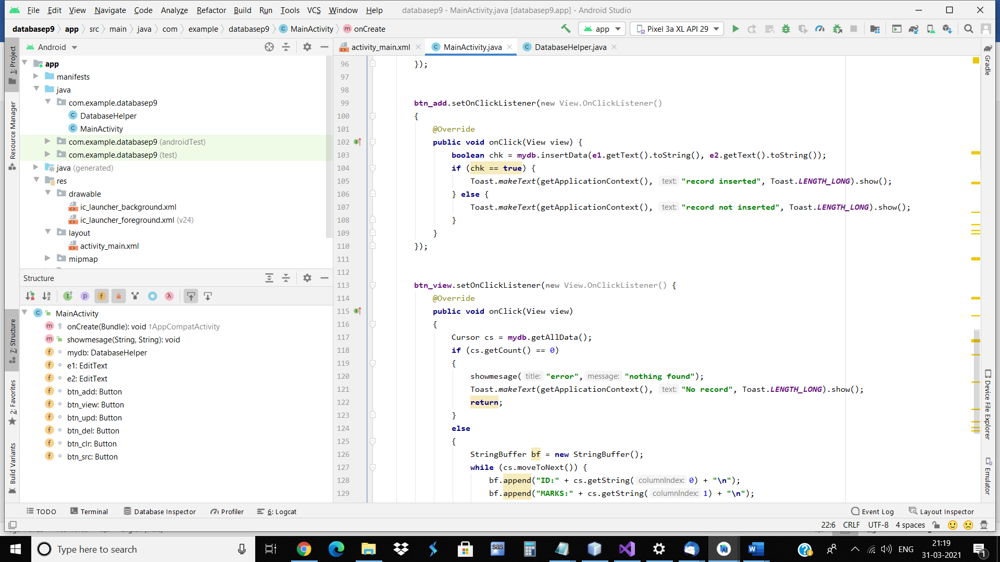 File Edit View Navigate Code Analyze Refactor Build Run Tools VCS Window Help databasep9 - MainActivity.java [databasep9.app] - Android Studio
databasep9 app src main java com example databasep9 MainActivity onCreate app Pixel 3a XL API 29
1: Project
Resource Manager
7: Structure
2: Favorites
Build Variants
Android
app
manifests
java
com.example.databasep9
DatabaseHelper
MainActivity
com.example.databasep9 (androidTest)
com.example.databasep9 (test)
java (generated)
res
drawable
ic_launcher_background.xml
ic_launcher_foreground.xml (v24)
layout
activity_main.xml
mipmap
Structure
MainActivity
onCreate(Bundle): void ↑AppCompatActivity
showmesage(String, String): void
mydb: DatabaseHelper
e1: EditText
e2: EditText
btn_add: Button
btn_view: Button
btn_upd: Button
btn_del: Button
btn_clr: Button
btn_src: Button
activity_main.xml MainActivity.java DatabaseHelper.java
96 });
97
98
99 btn_add.setOnClickListener(new View.OnClickListener()
100 {
101 @Override
102 public void onClick(View view) {
103 boolean chk = mydb.insertData(e1.getText().toString(), e2.getText().toString());
104 if (chk == true) {
105 Toast.makeText(getApplicationContext(), text: "record inserted", Toast.LENGTH_LONG).show();
106 } else {
107 Toast.makeText(getApplicationContext(), text: "record not inserted", Toast.LENGTH_LONG).show();
108 }
109 }
110 });
111
112
113 btn_view.setOnClickListener(new View.OnClickListener() {
114 @Override
115 public void onClick(View view)
116 {
117 Cursor cs = mydb.getAllData();
118 if (cs.getCount() == 0)
119 {
120 showmesage( title: "error", message: "nothing found");
121 Toast.makeText(getApplicationContext(), text: "No record", Toast.LENGTH_LONG).show();
122 return;
123 }
124 else
125 {
126 StringBuffer bf = new StringBuffer();
127 while (cs.moveToNext()) {
128 bf.append("ID:" + cs.getString( columnIndex: 0) + "\n");
129 bf.append("MARKS:" + cs.getString( columnIndex: 1) + "\n");
Gradle
Device File Explorer
Emulator
TODO Terminal Database Inspector Profiler 6: Logcat Event Log Layout Inspector
22:6 CRLF UTF-8 4 spaces
Type here to search
sas
W
ENG
21:19
31-03-2021
1